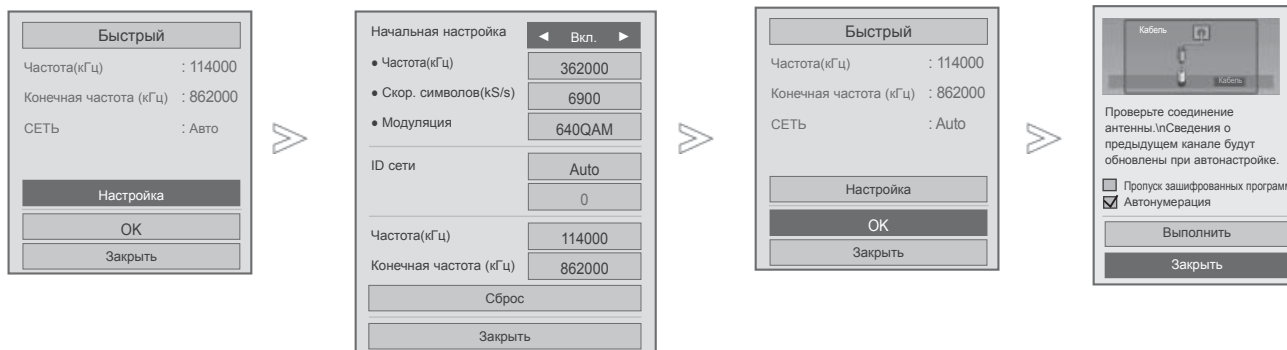 Быстрый
Частота(кГц) : 114000
Конечная частота (кГц) : 862000
СЕТЬ : Авто
Настройка
OK
Закрыть
Начальная настройка ◄ Вкл. ►
• Частота(кГц) 362000
• Скор. символов(kS/s) 6900
• Модуляция 640QAM
ID сети Auto
0
Частота(кГц) 114000
Конечная частота (кГц) 862000
Сброс
Закрыть
Быстрый
Частота(кГц) : 114000
Конечная частота (кГц) : 862000
СЕТЬ : Auto
Настройка
OK
Закрыть
Кабель
Кабель
Проверьте соединение
антенны.\nСведения о
предыдущем канале будут
обновлены при автонастройке.
Пропуск зашифрованных программ
Автонумерация
Выполнить
Закрыть